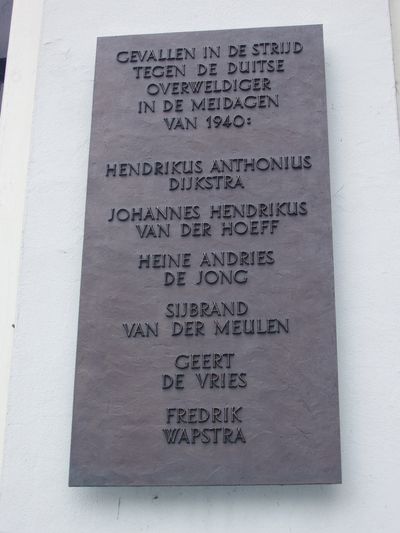 GEVALLEN IN DE STRIJD
TEGEN DE DUITSE
OVERWELDIGER
IN DE MEIDAGEN
VAN 1940:
HENDRIKUS ANTHONIUS
DIJKSTRA
JOHANNES HENDRIKUS
VAN DER HOEFF
HEINE ANDRIES
DE JONG
SIJBRAND
VAN DER MEULEN
GEERT
DE VRIES
FREDRIK
WAPSTRA